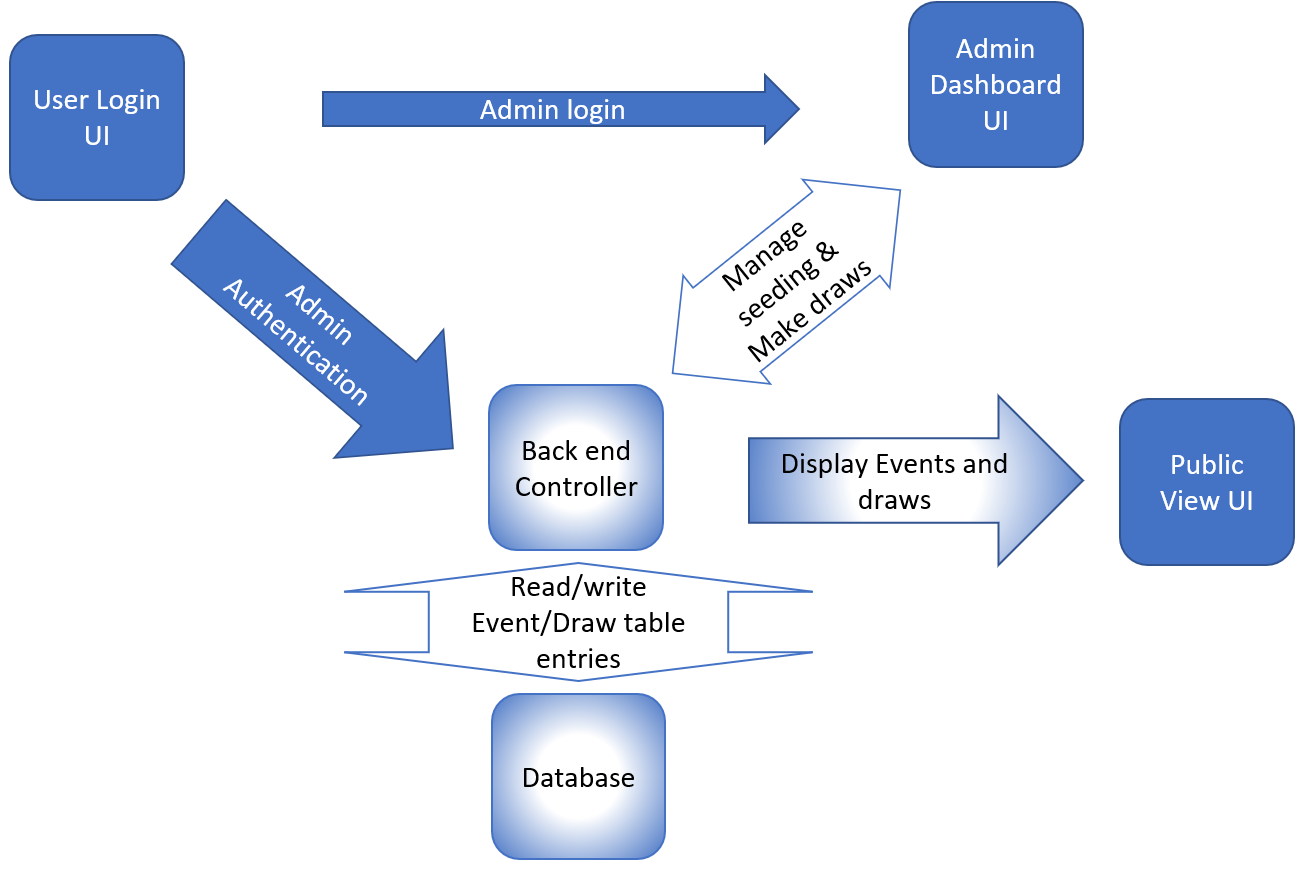 User Login
UI
Admin login
Admin
Dashboard
UI
Admin
Authentication
Manage
seeding &
Make draws
Back end
Controller
Display Events and
draws
Public
View UI
Read/write
Event/Draw table
entries
Database